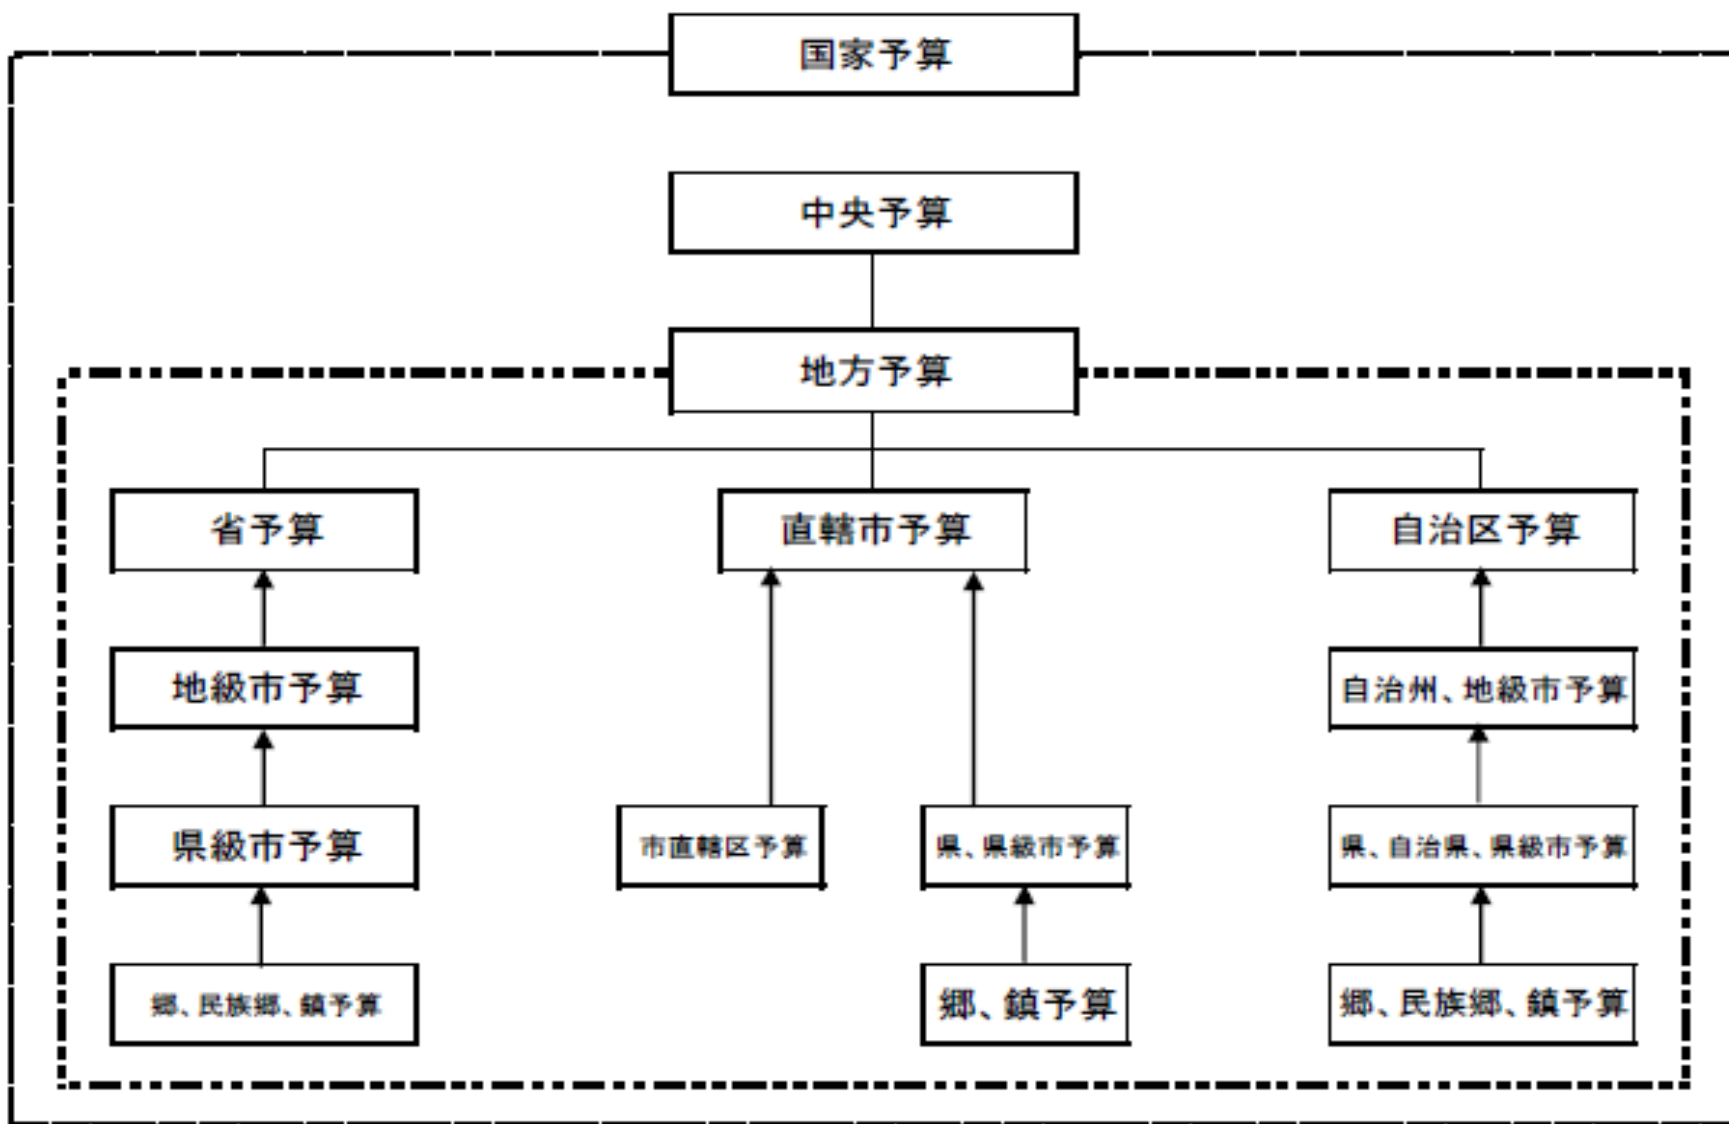 国家予算
中央予算
地方予算
省予算
直轄市予算
自治区予算
地級市予算
自治州、地級市予算
県級市予算
市直轄区予算
県、県級市予算
県、自治県、県級市予算
郷、民族郷、鎮予算
郷、鎮予算
郷、民族郷、鎮予算